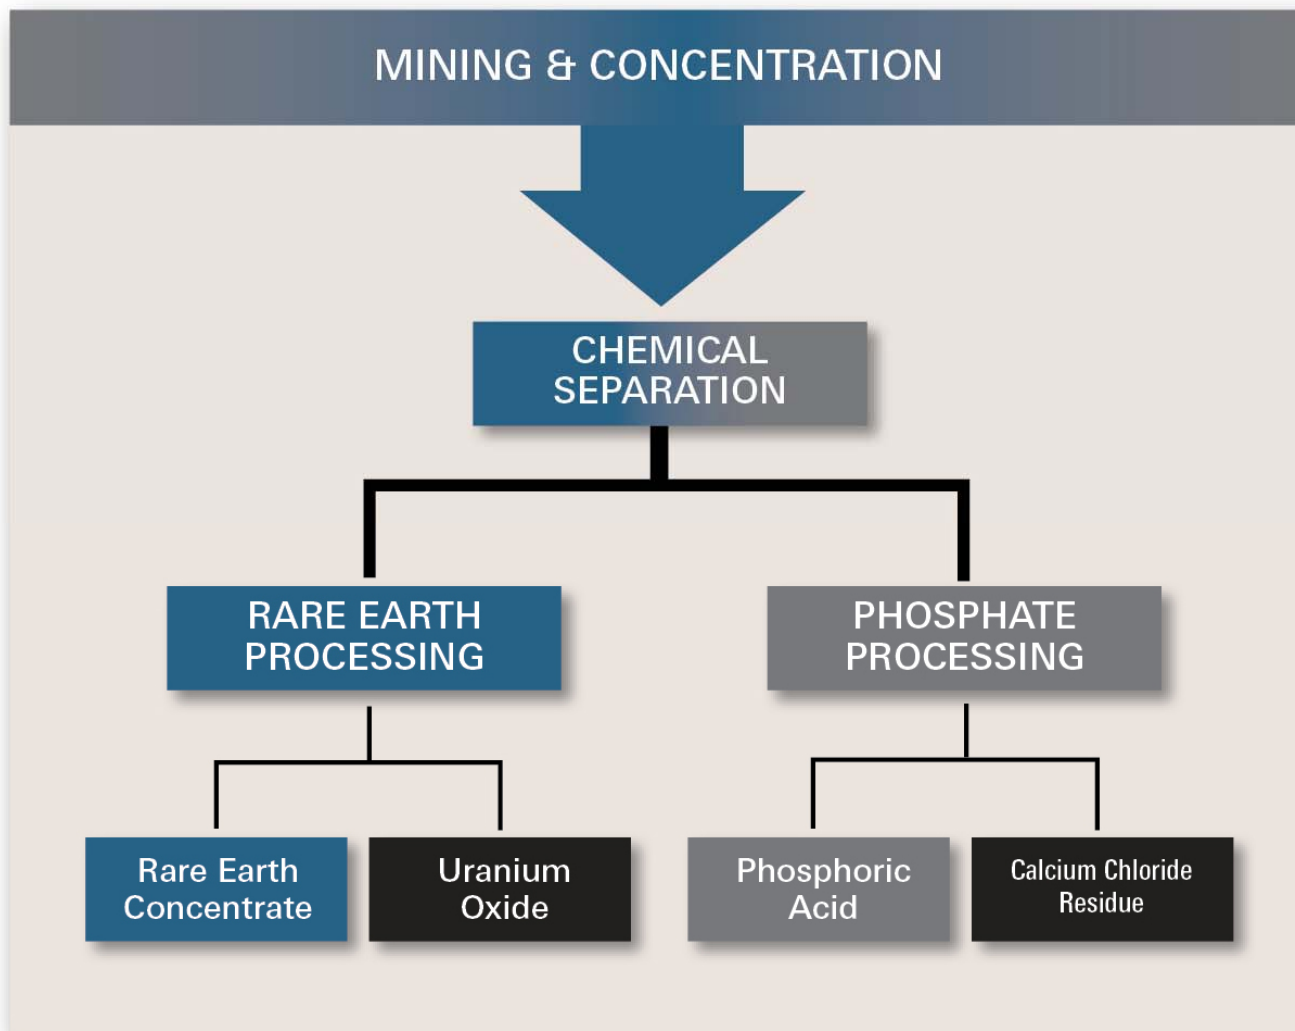 MINING & CONCENTRATION
CHEMICAL
SEPARATION
RARE EARTH
PROCESSING
PHOSPHATE
PROCESSING
Rare Earth
Concentrate
Uranium
Oxide
Phosphoric
Acid
Calcium Chloride
Residue